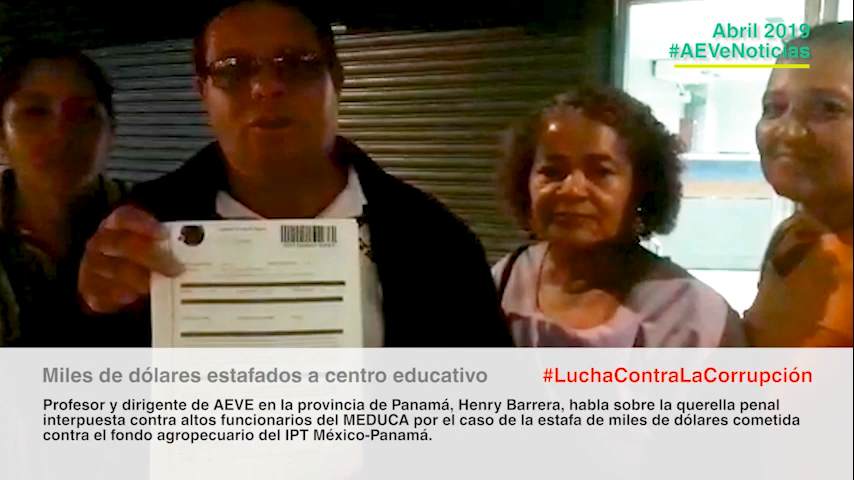 Abril 2019
#AEVeNoticias
Miles de dólares estafados a centro educativo
#LuchaContraLaCorrupción
Profesor y dirigente de AEVE en la provincia de Panamá, Henry Barrera, habla sobre la querella penal
interpuesta contra altos funcionarios del MEDUCA por el caso de la estafa de miles de dólares cometida
contra el fondo agropecuario del IPT México-Panamá.